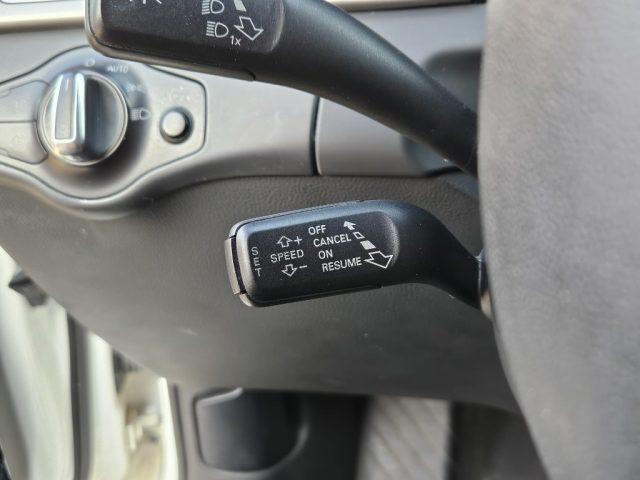 1x
AUTO
OFF
+ CANCEL
SET SPEED ON
- RESUME